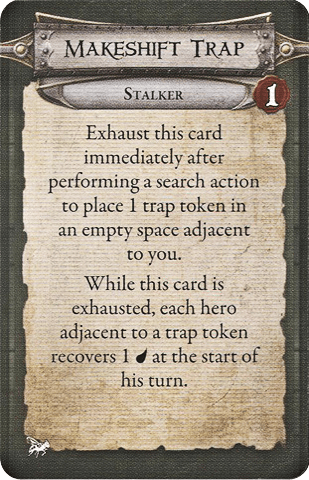 Makeshift Trap
Stalker
1
Exhaust this card
immediately after
performing a search action
to place 1 trap token in
an empty space adjacent
to you.
While this card is
exhausted, each hero
adjacent to a trap token
recovers 1 at the start of
his turn.